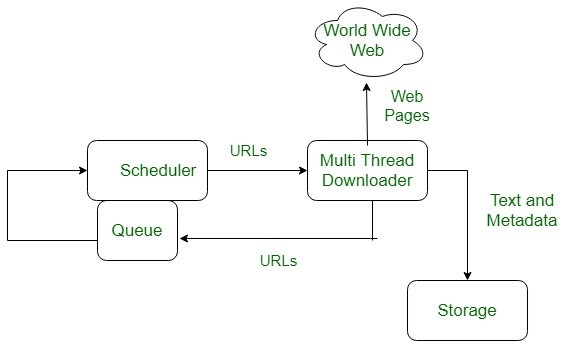 World Wide
Web
Web
Pages
URLs
Scheduler
Multi Thread
Downloader
Text and
Metadata
Queue
URLs
Storage